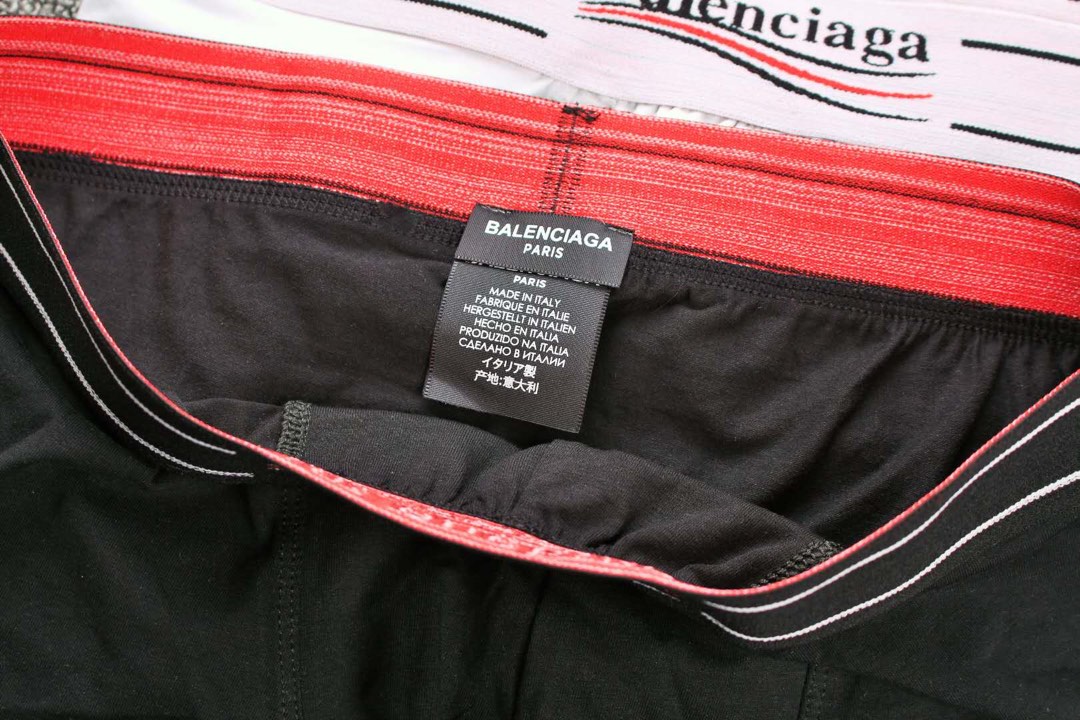 alenciaga
BALENCIAGA
PARIS
PARIS
MADE IN ITALY
FABRIQUE EN ITALIE
HERGESTELLT IN ITALIEN
HECHO EN ITALIA
PRODUZIDO NA ITALIA
СДЕЛАНО В ИТАЛИИ
イタリア製
产地:意大利